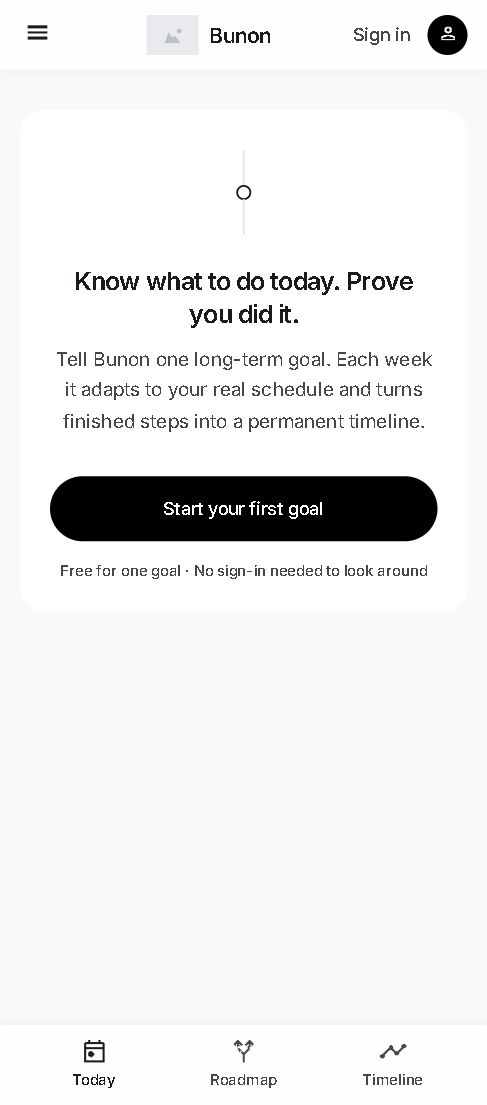 Bunon
Sign in
Know what to do today. Prove
you did it.
Tell Bunon one long-term goal. Each week
it adapts to your real schedule and turns
finished steps into a permanent timeline.
Start your first goal
Free for one goal · No sign-in needed to look around
Today
Roadmap
Timeline